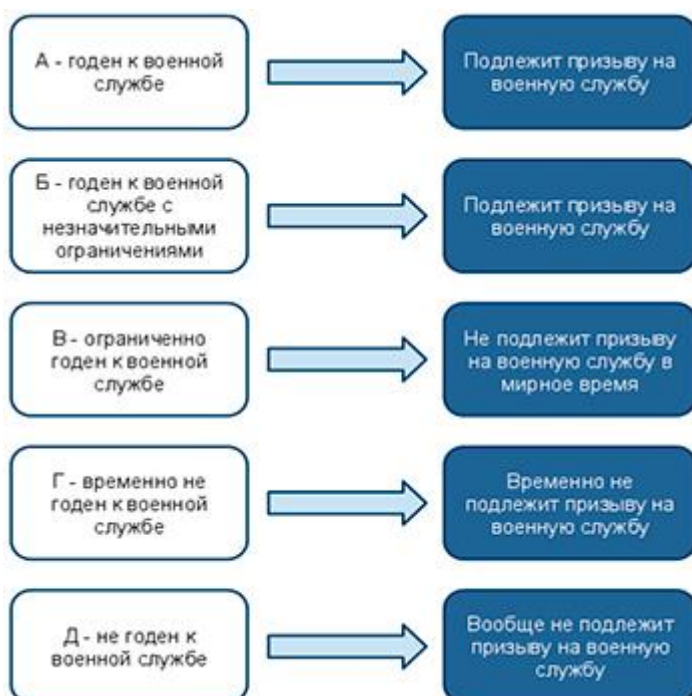 А - годен к военной
службе
Подлежит призыву на
военную службу
Б - годен к военной
службе с
незначительными
ограничениями
Подлежит призыву на
военную службу
В - ограниченно
годен к военной
службе
Не подлежит призыву
на военную службу в
мирное время
Г - временно не
годен к военной
службе
Временно не
подлежит призыву на
военную службу
Д - не годен к
военной службе
Вообще не подлежит
призыву на военную
службу